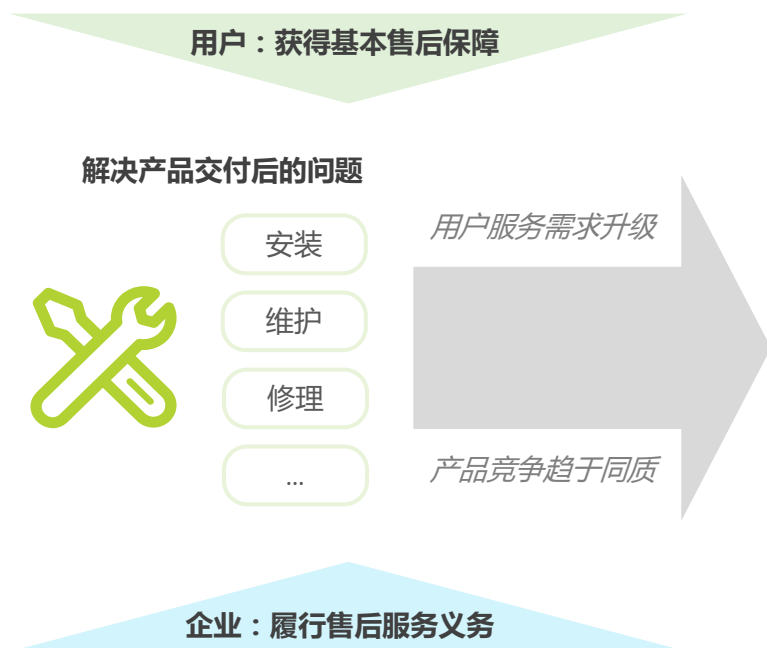 用户：获得基本售后保障
解决产品交付后的问题
安装
维护
修理
...
用户服务需求升级
产品竞争趋于同质
企业：履行售后服务义务